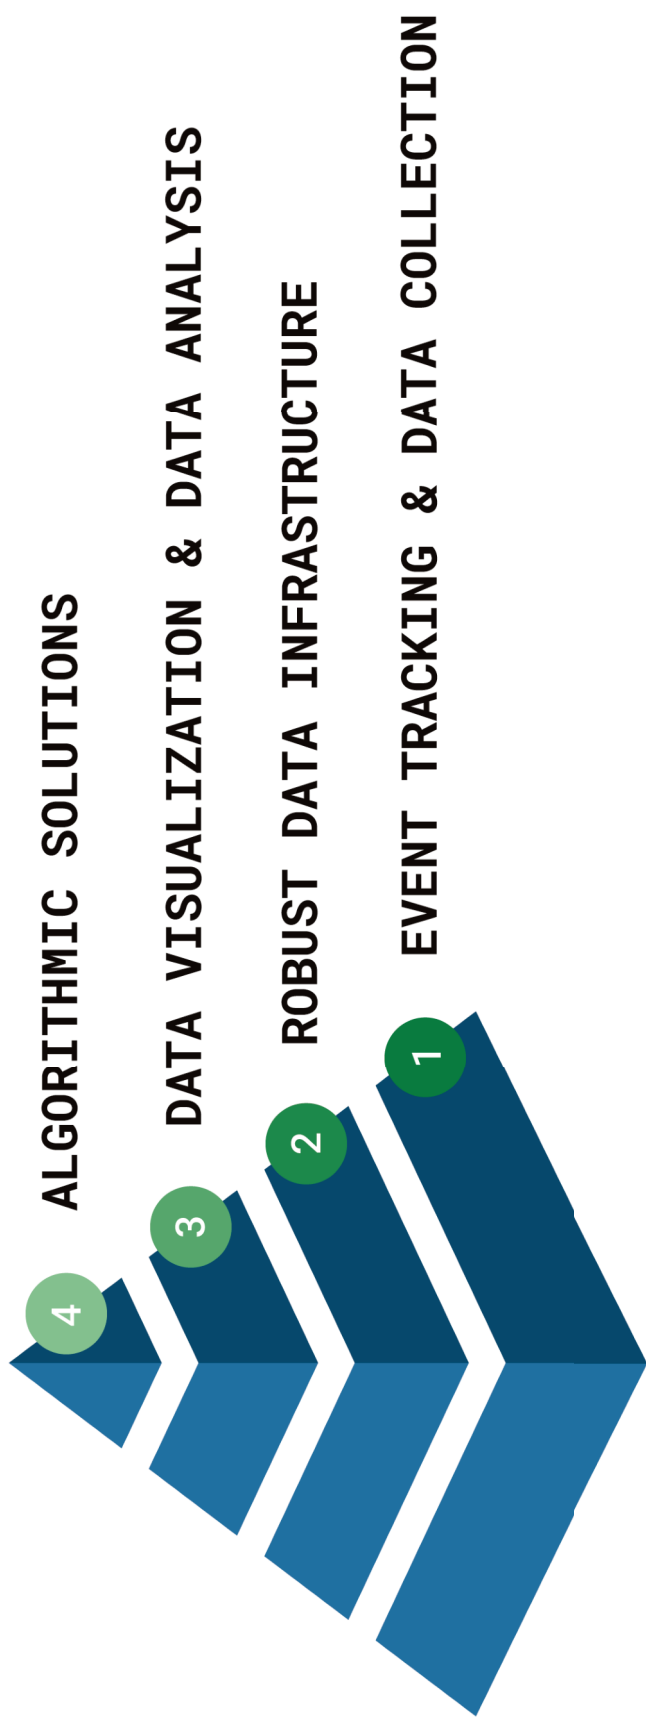 4 ALGORITHMIC SOLUTIONS
3 DATA VISUALIZATION & DATA ANALYSIS
2 ROBUST DATA INFRASTRUCTURE
1 EVENT TRACKING & DATA COLLECTION